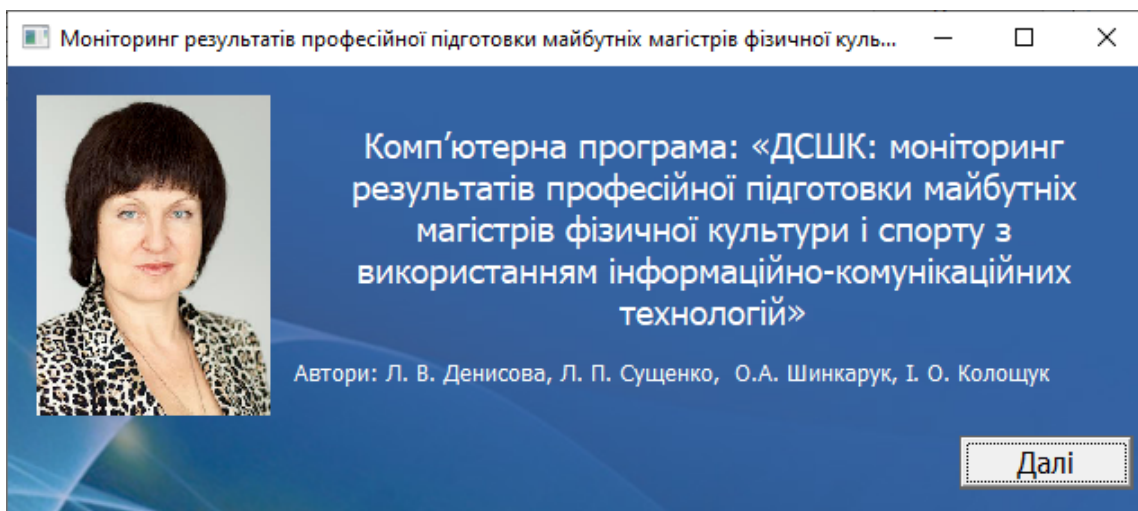 Моніторинг результатів професійної підготовки майбутніх магістрів фізичної куль...
Комп’ютерна програма: «ДСШК: моніторинг
результатів професійної підготовки майбутніх
магістрів фізичної культури і спорту з
використанням інформаційно-комунікаційних
технологій»
Автори: Л. В. Денисова, Л. П. Сущенко, О.А. Шинкарук, І. О. Колощук
Далі